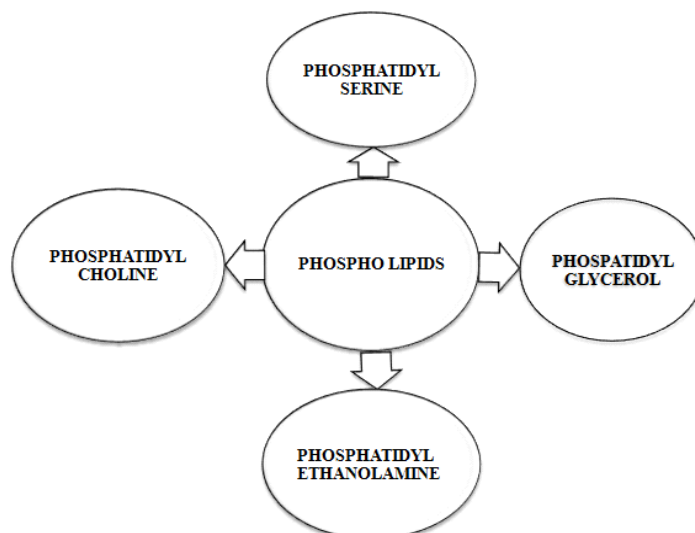 PHOSPHATIDYL
SERINE
PHOSPHATIDYL
CHOLINE
PHOSPHO LIPIDS
PHOSPATIDYL
GLYCEROL
PHOSPHATIDYL
ETHANOLAMINE